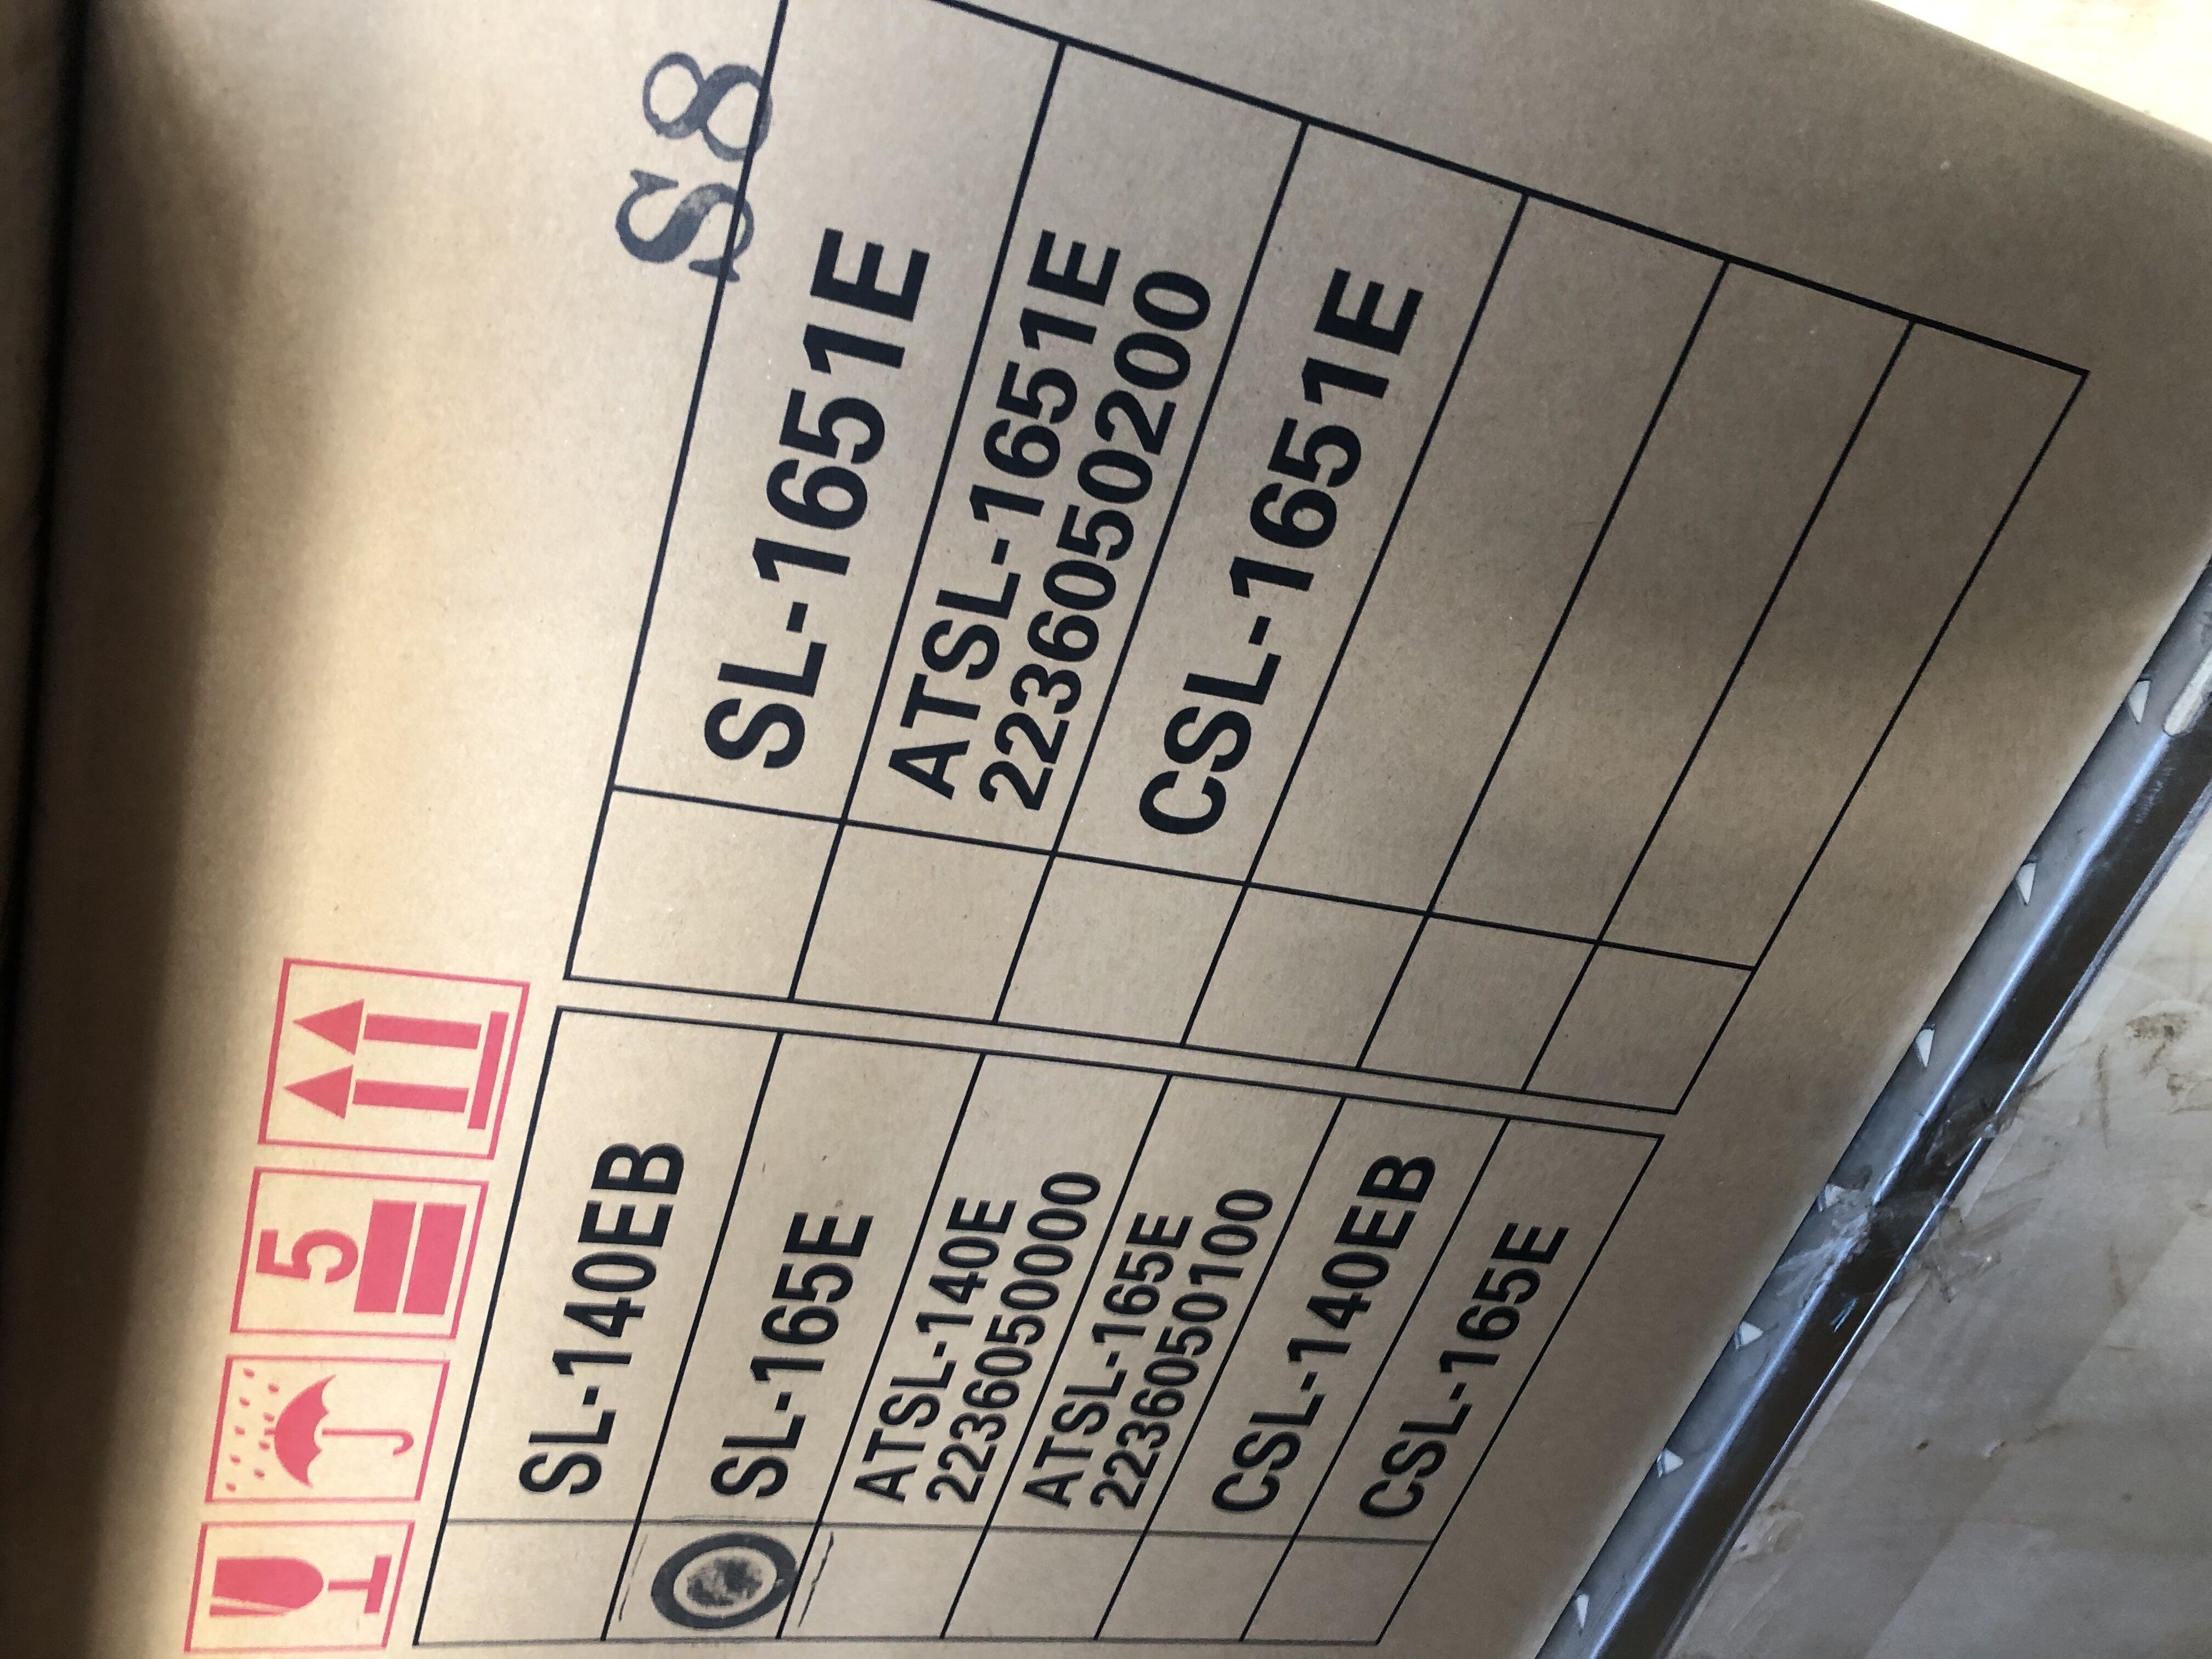 5
S8
SL-140EB
SL-165E
ATSL-140E
2236050000
ATSL-165E
2236050100
CSL-140EB
CSL-165E
SL-1651E
ATSL-1651E
2236050200
CSL-1651E